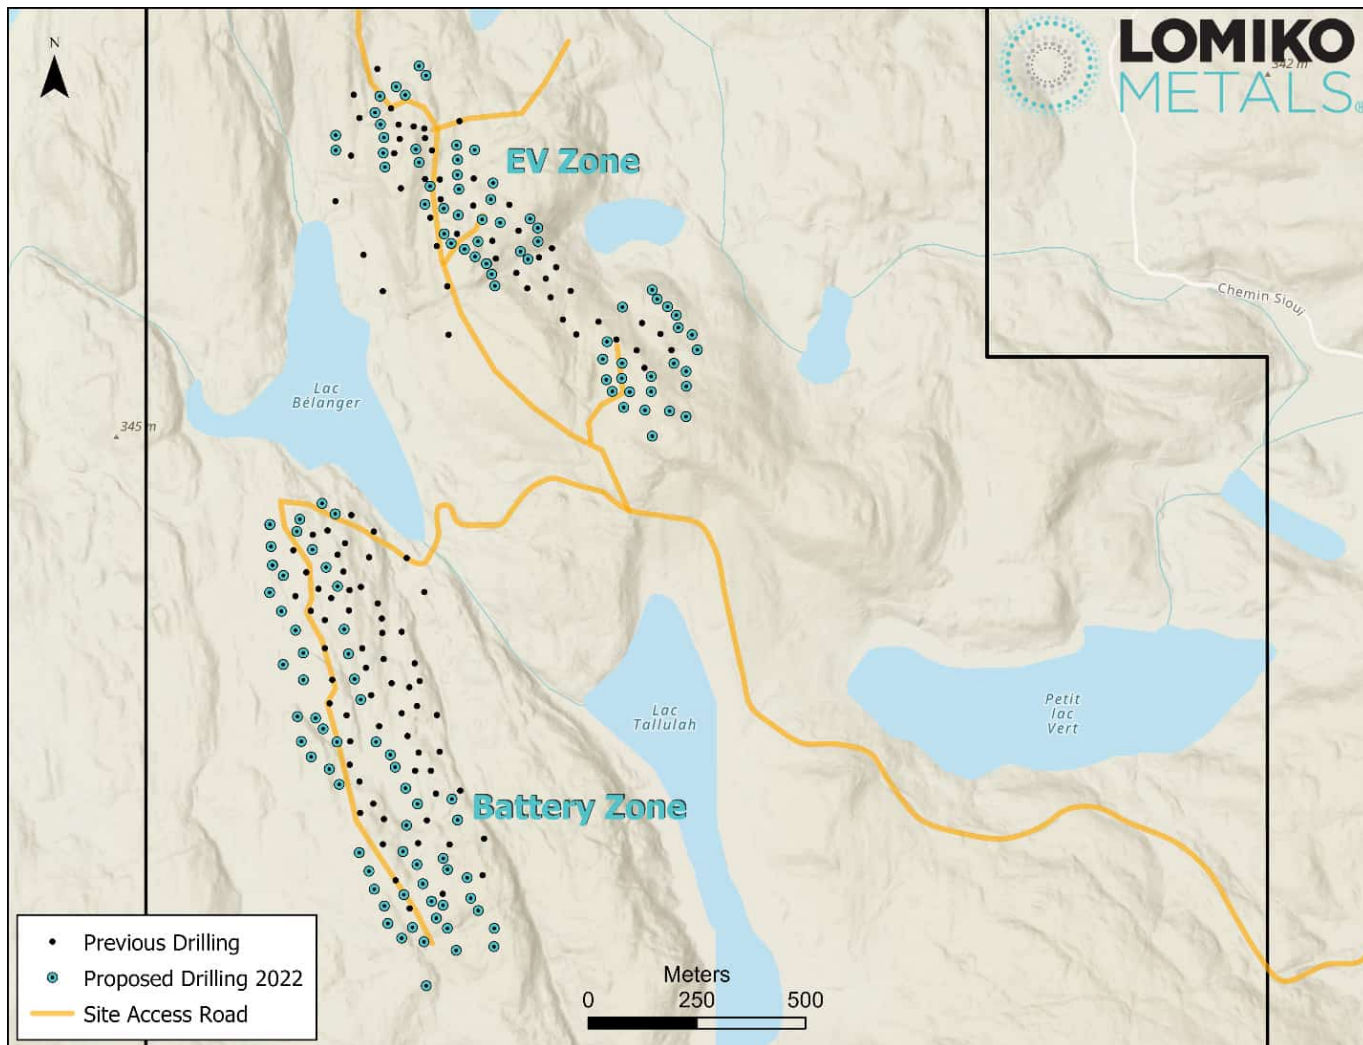 N
LOMIKO
METALS®
342 m
EV Zone
Chemin Sioui
Lac
Bélanger
345 m
Petit
lac
Vert
Lac
Tallulah
Battery Zone
Previous Drilling
Proposed Drilling 2022
Site Access Road
Meters
0 250 500